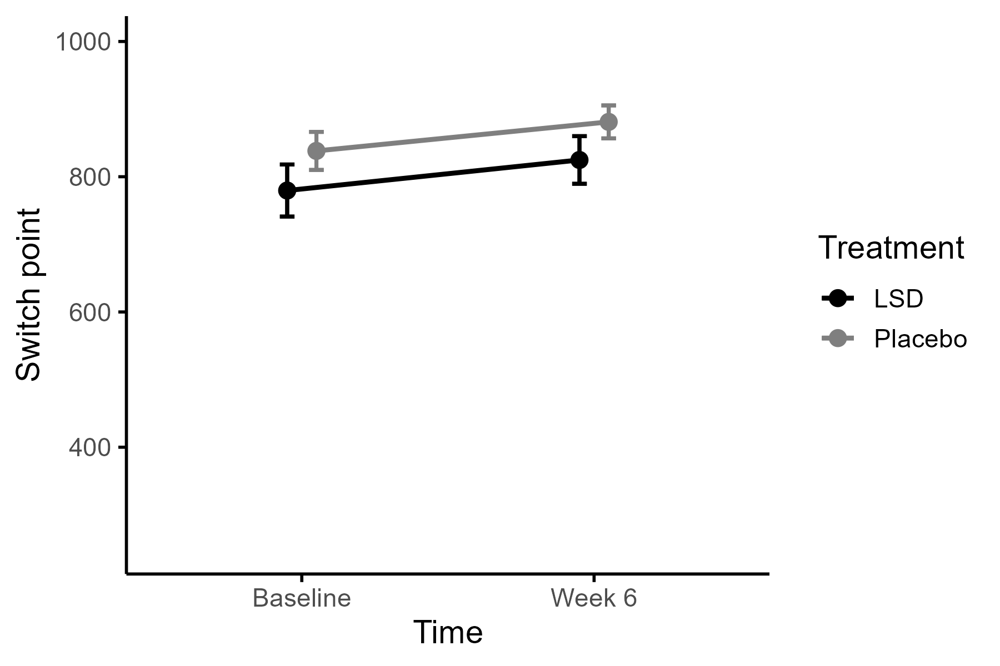 1000
800
600
400
Switch point
Baseline
Week 6
Time
Treatment
LSD
Placebo